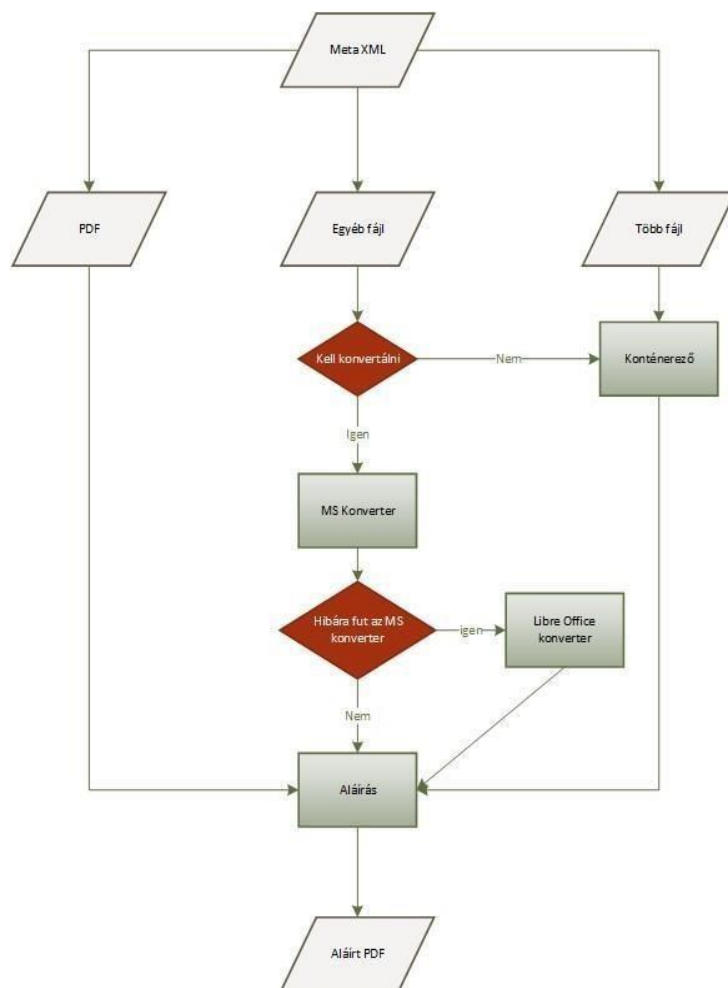 Meta XML
PDF
Egyéb fájl
Több fájl
Kell konvertálni
Nem
Konténerező
Igen
MS Konverter
Hibára fut az MS
konverter
igen
Libre Office
konverter
Nem
Aláírás
Aláírt PDF